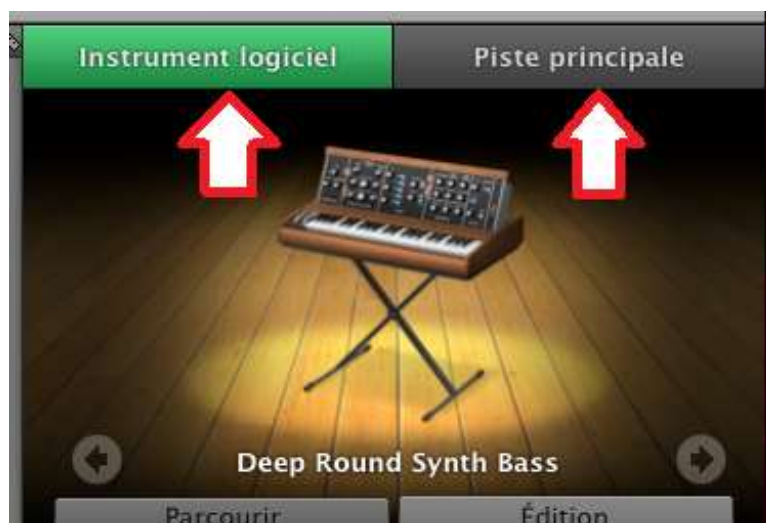 Instrument logiciel
Piste principale
Deep Round Synth Bass
Parcourir
Édition